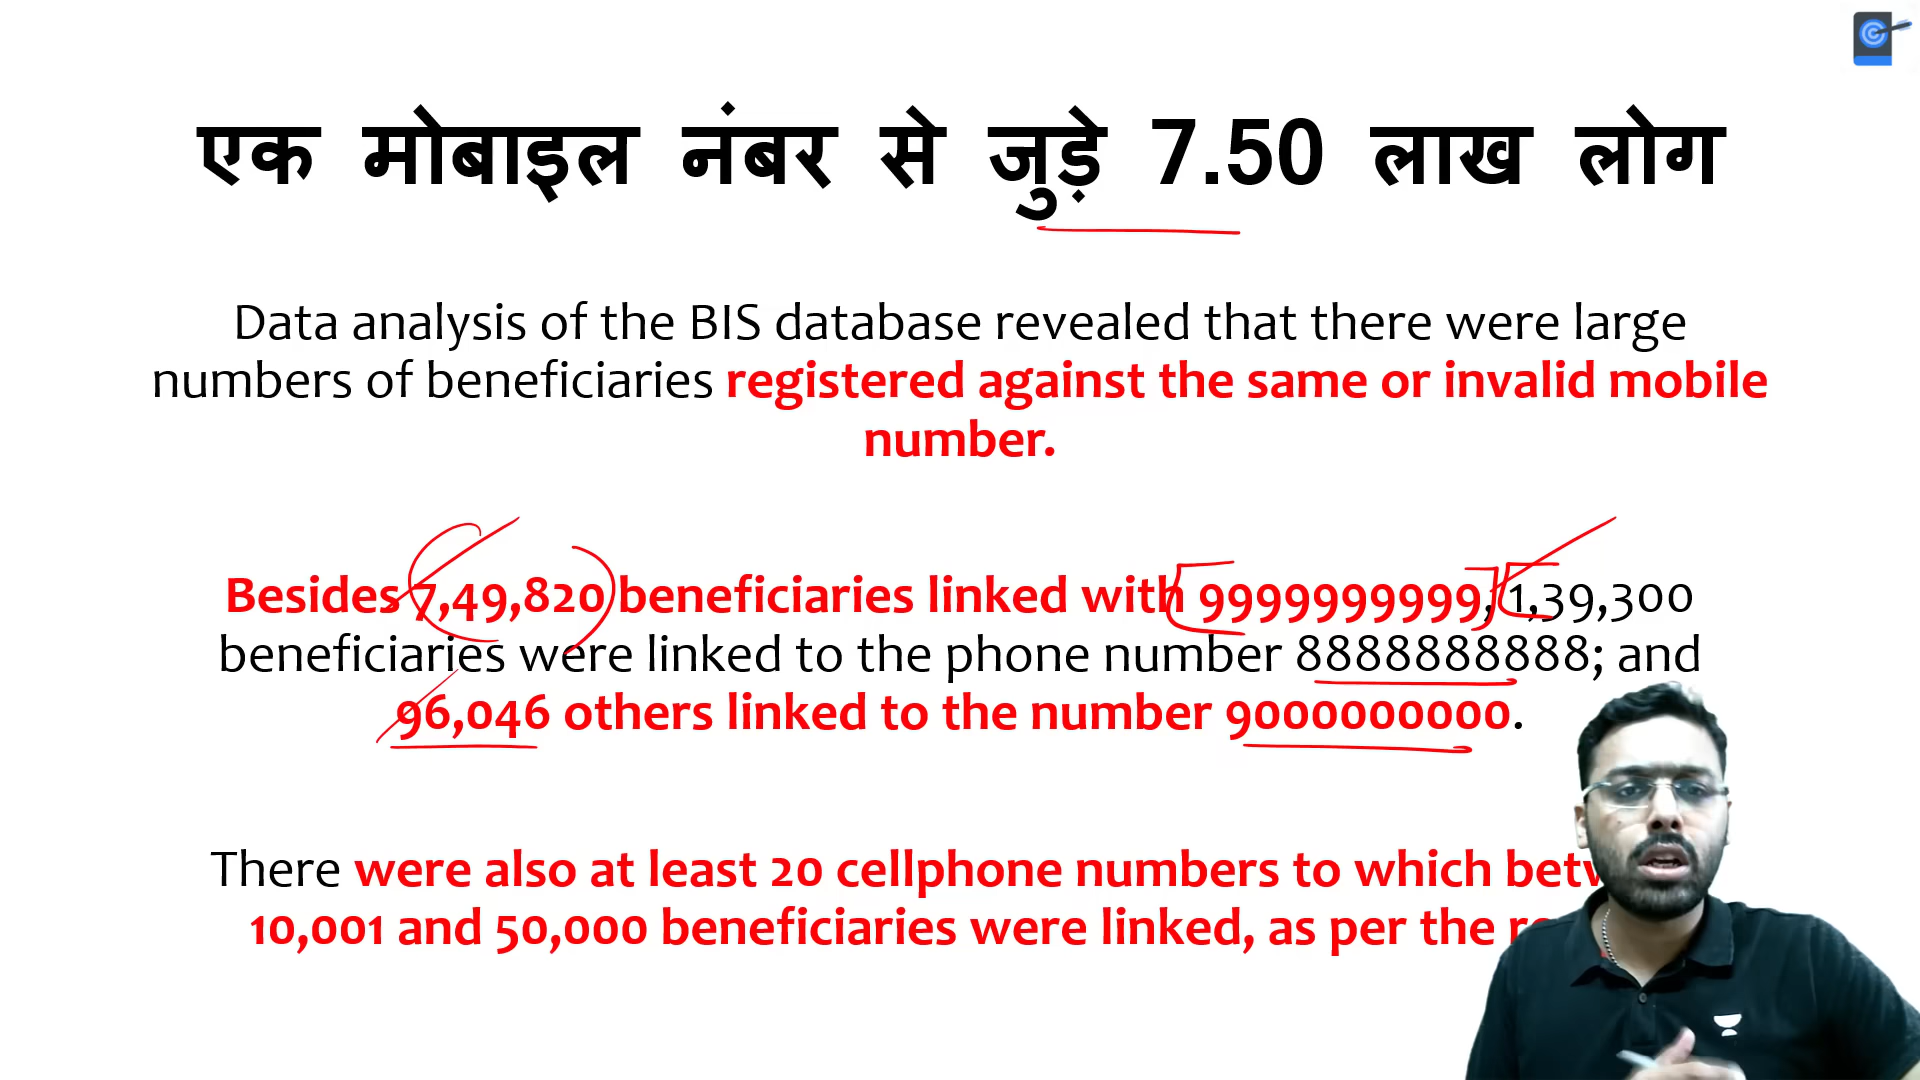 एक मोबाइल नंबर से जुड़े 7.50 लाख लोग
Data analysis of the BIS database revealed that there were large
numbers of beneficiaries registered against the same or invalid mobile
number.
Besides 7,49,820 beneficiaries linked with 9999999999, 1,39,300
beneficiaries were linked to the phone number 8888888888; and
96,046 others linked to the number 9000000000.
There were also at least 20 cellphone numbers to which
10,001 and 50,000 beneficiaries were linked, as per the